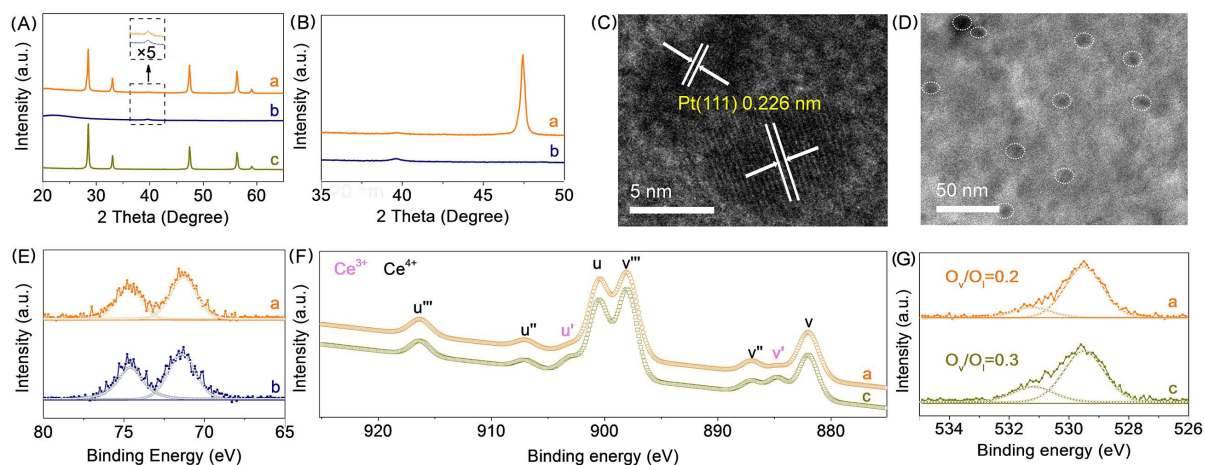 (A)
Intensity (a.u.)
×5
a
b
c
20 30 40 50 60
2 Theta (Degree)
(B)
Intensity (a.u.)
a
b
35 40 45 50
2 Theta (Degree)
(C)
Pt(111) 0.226 nm
5 nm
(D)
50 nm
(E)
Intensity (a.u.)
a
b
80 75 70 65
Binding Energy (eV)
(F)
Intensity (a.u.)
Ce³⁺ Ce⁴⁺
u''' u'' u' u v''' v'' v' v
a
c
920 910 900 890 880
Binding energy (eV)
(G)
Intensity (a.u.)
Oᵥ/Oₗ=0.2
a
Oᵥ/Oₗ=0.3
c
534 532 530 528 526
Binding energy (eV)